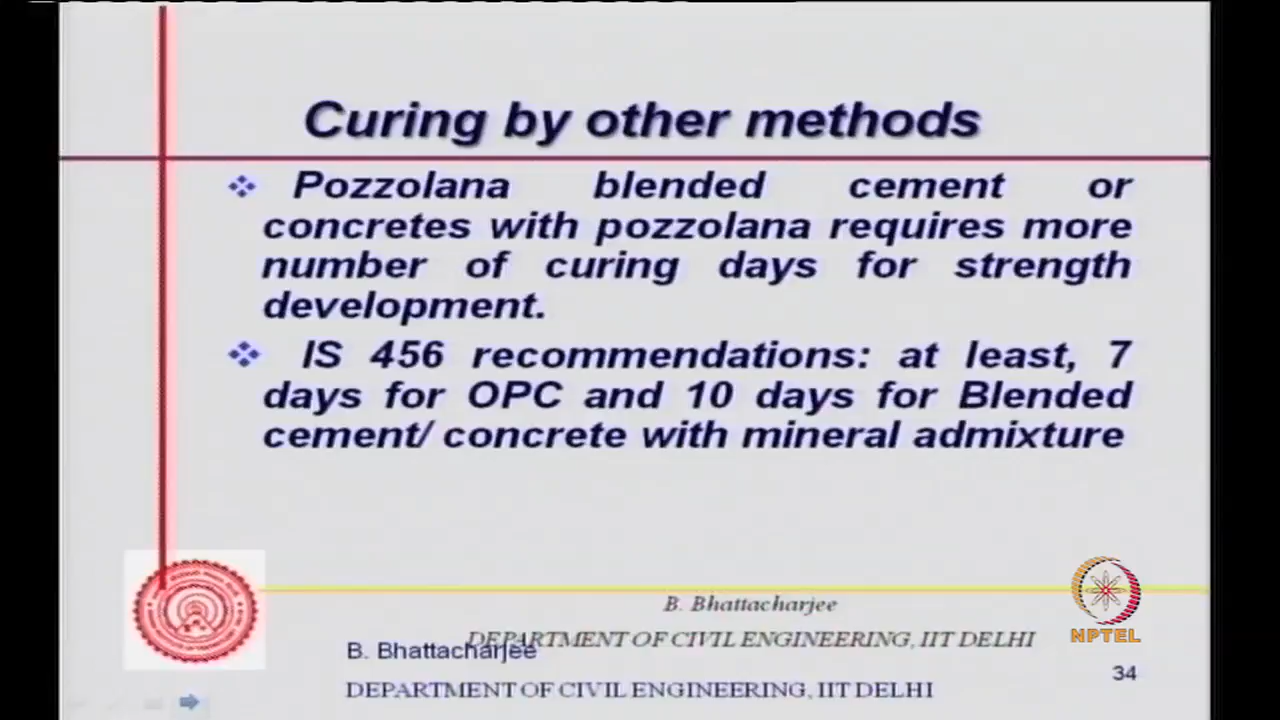 Curing by other methods
Pozzolana blended cement or
concretes with pozzolana requires more
number of curing days for strength
development.
IS 456 recommendations: at least, 7
days for OPC and 10 days for Blended
cement/ concrete with mineral admixture
B. Bhattacharjee
DEPARTMENT OF CIVIL ENGINEERING, IIT DELHI
B. Bhattacharjee
DEPARTMENT OF CIVIL ENGINEERING, IIT DELHI
NPTEL
34